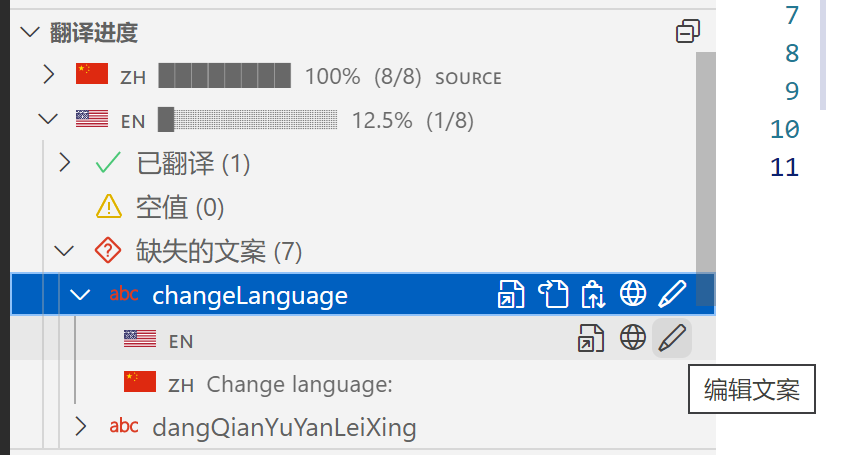 翻译进度
7
ZH 100% (8/8) SOURCE
8
EN 12.5% (1/8)
9
10
已翻译 (1)
11
空值 (0)
缺失的文案 (7)
abc changeLanguage
EN
编辑文案
ZH Change language:
abc dangQianYuYanLeiXing